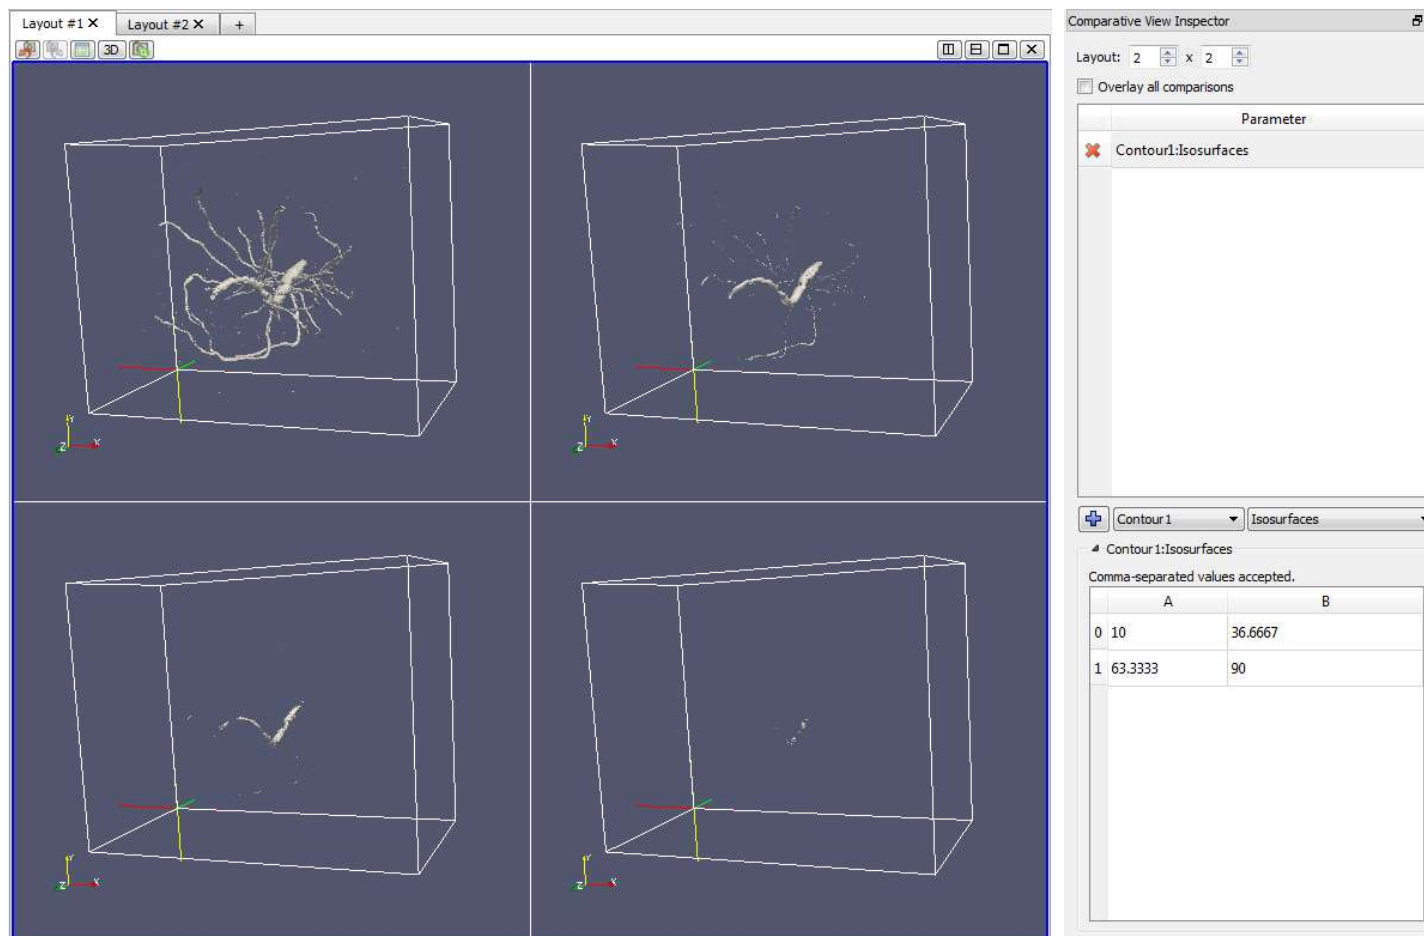 Layout #1 X Layout #2 X +
3D
Y
Z X
Y
Z X
Y
Z X
Y
Z X
Comparative View Inspector
Layout: 2 x 2
Overlay all comparisons
Parameter
Contour1:Isosurfaces
Contour1 Isosurfaces
Contour1:Isosurfaces
Comma-separated values accepted.
A B
0 10 36.6667
1 63.3333 90